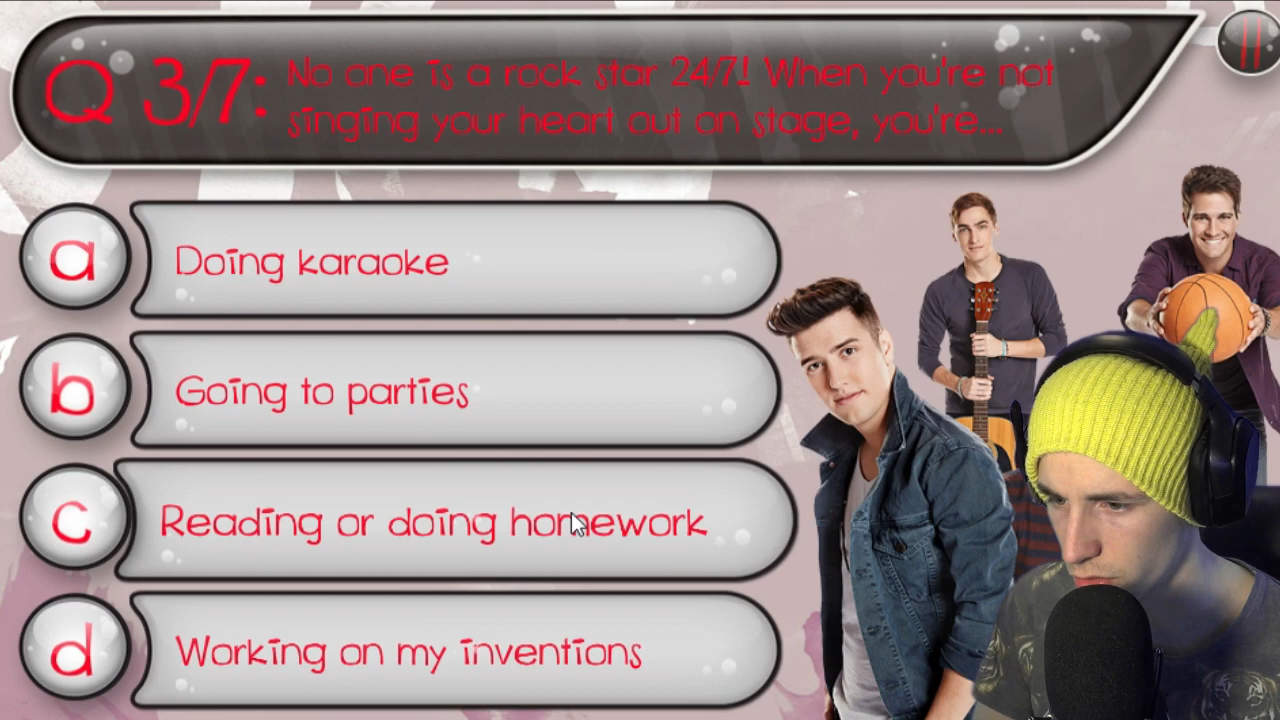 Q 3/7: No one is a rock star 24/7! When you're not
singing your heart out on stage, you're...
a Doing karaoke
b Going to parties
c Reading or doing homework
d Working on my inventions